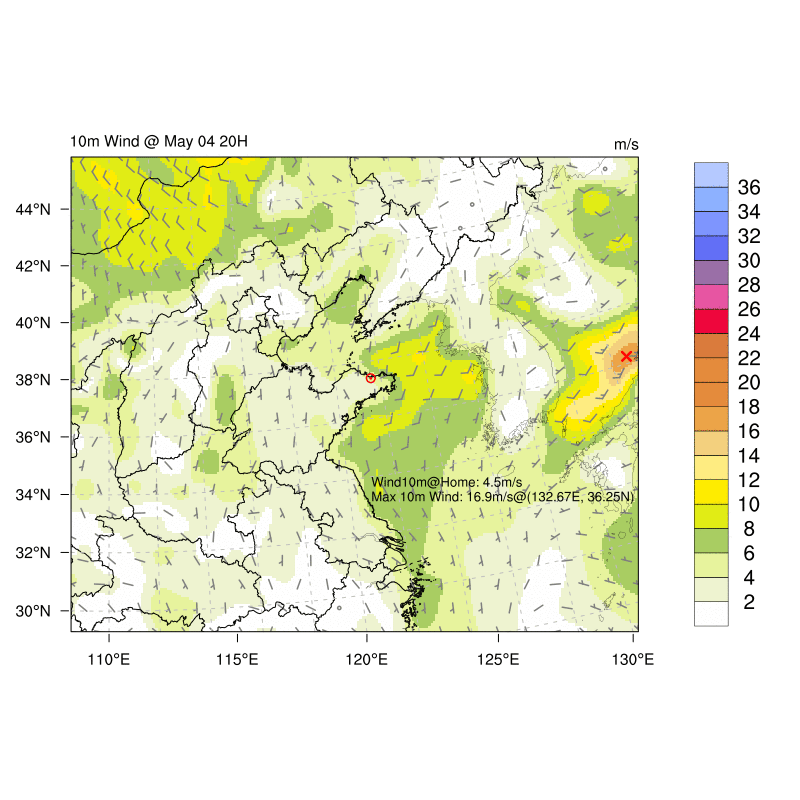 10m Wind @ May 04 20H
m/s
44°N
42°N
40°N
38°N
36°N
34°N
32°N
30°N
110°E
115°E
120°E
125°E
130°E
Wind10m@Home: 4.5m/s
Max 10m Wind: 16.9m/s@(132.67E, 36.25N)
36
34
32
30
28
26
24
22
20
18
16
14
12
10
8
6
4
2